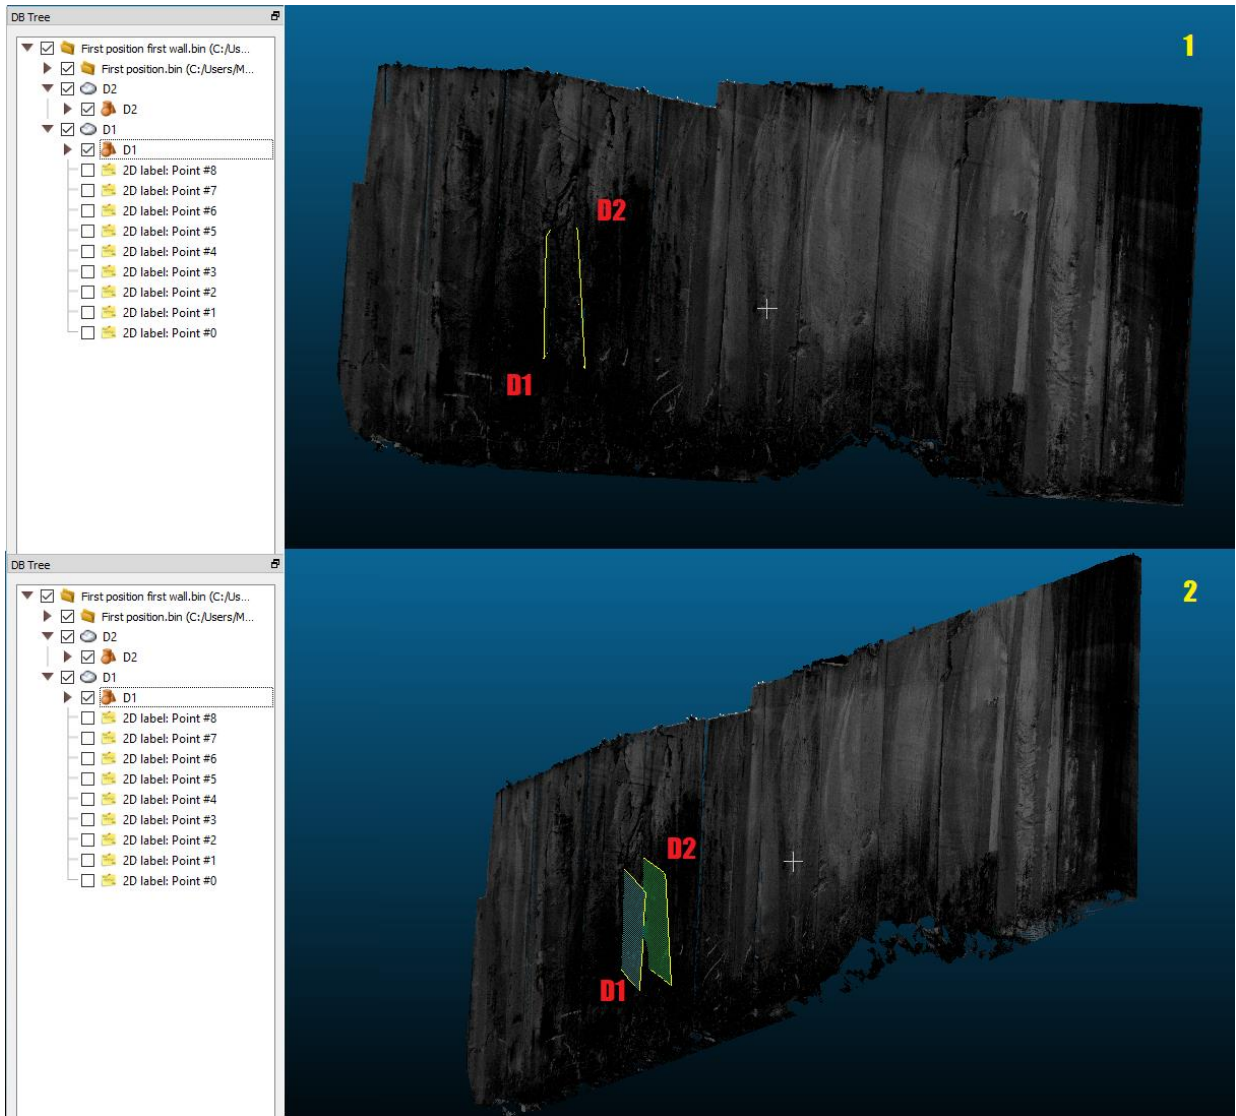 DB Tree
First position first wall.bin (C:/Us...
First position.bin (C:/Users/M...
D2
D2
D1
D1
2D label: Point #8
2D label: Point #7
2D label: Point #6
2D label: Point #5
2D label: Point #4
2D label: Point #3
2D label: Point #2
2D label: Point #1
2D label: Point #0
1
D2
D1
DB Tree
First position first wall.bin (C:/Us...
First position.bin (C:/Users/M...
D2
D2
D1
D1
2D label: Point #8
2D label: Point #7
2D label: Point #6
2D label: Point #5
2D label: Point #4
2D label: Point #3
2D label: Point #2
2D label: Point #1
2D label: Point #0
2
D2
D1